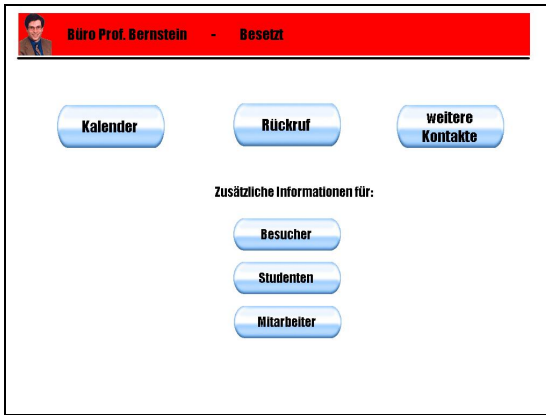 Büro Prof. Bernstein - Besetzt
Kalender
Rückruf
weitere
Kontakte
Zusätzliche Informationen für:
Besucher
Studenten
Mitarbeiter